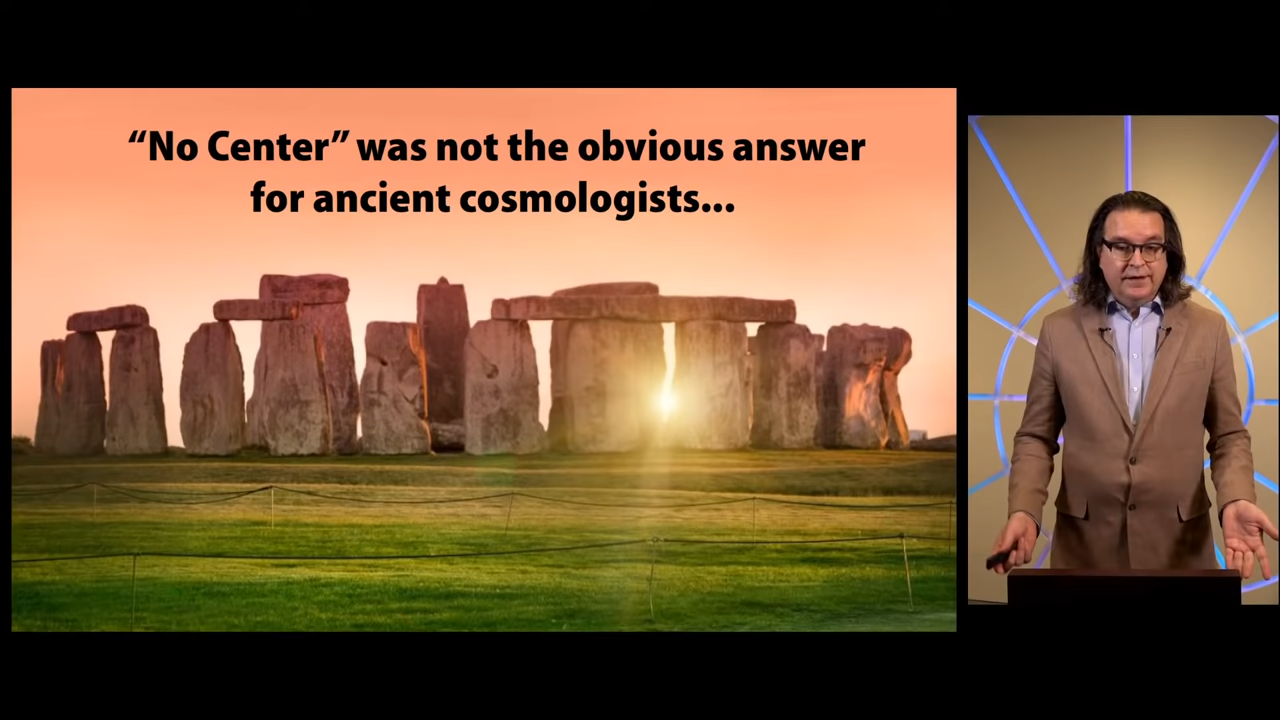 “No Center” was not the obvious answer
for ancient cosmologists...